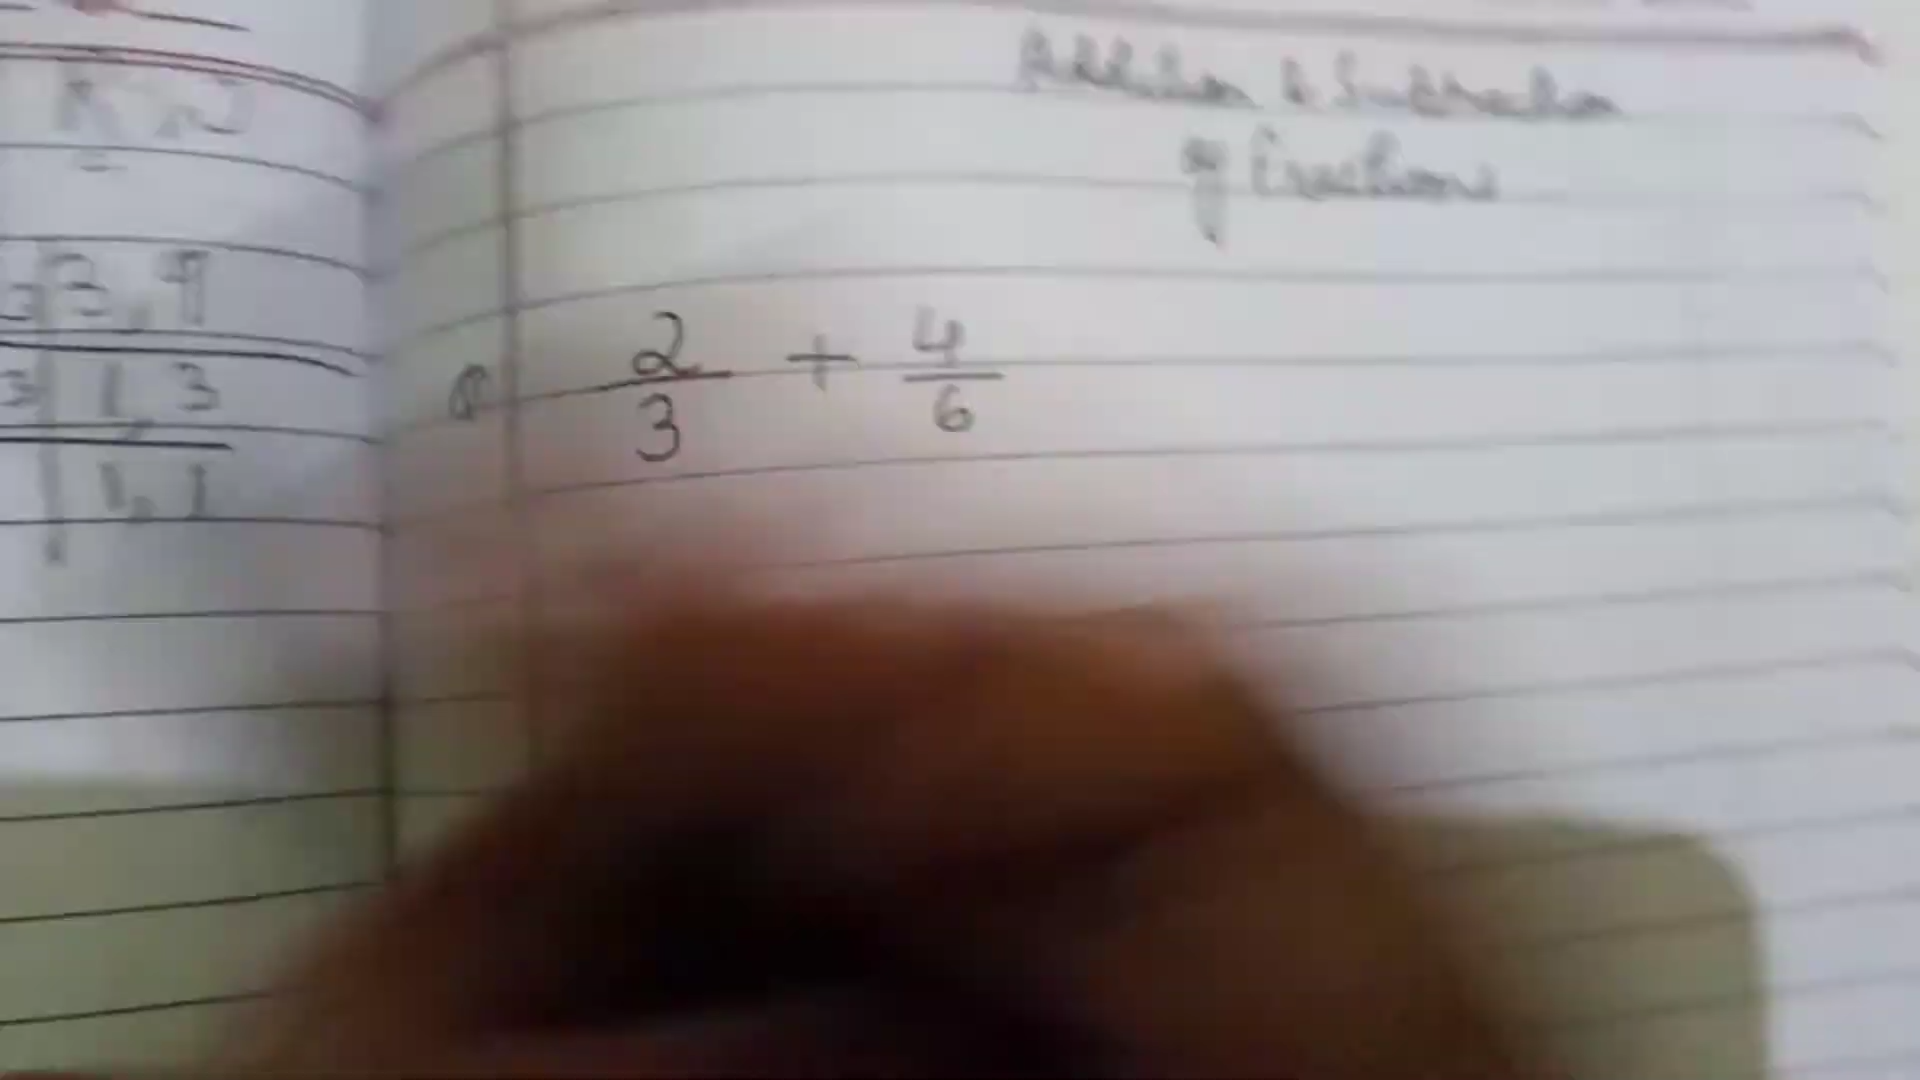 Addition & Subtraction
of Fractions
3 | 3, 9
3 | 1, 3
| 1, 1
2/3 + 4/6